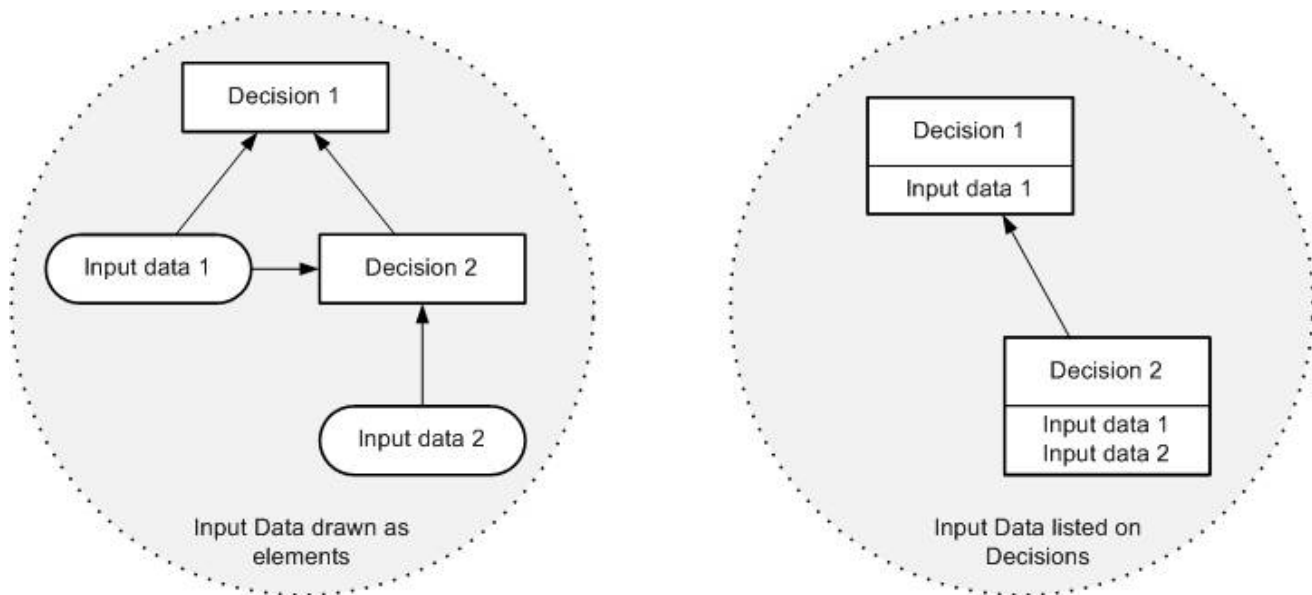 Decision 1
Input data 1
Decision 2
Input data 2
Input Data drawn as
elements
Decision 1
Input data 1
Decision 2
Input data 1
Input data 2
Input Data listed on
Decisions